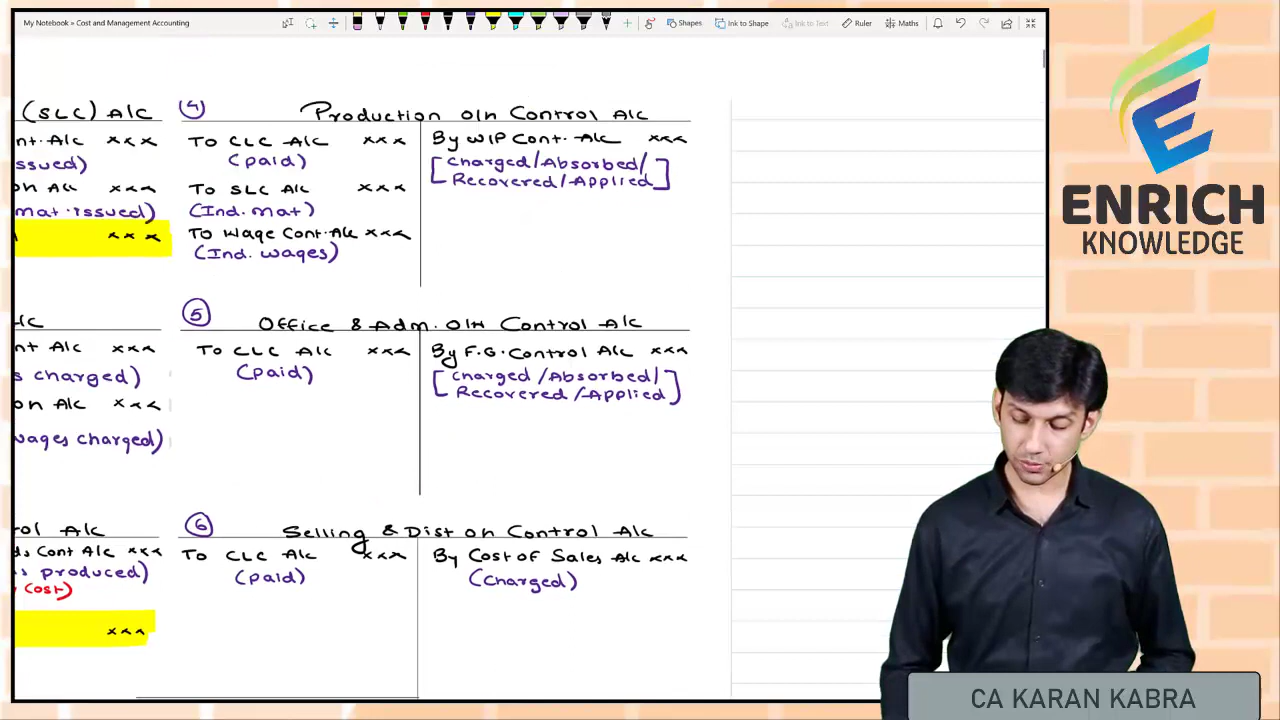 My Notebook » Cost and Management Accounting
Shapes
Ink to Shape
Ink to Text
Ruler
Maths
(SLC) A/c
nt. A/c xxx
ssued)
on A/c xxx
mat. issued)
xxx
4
Production O/H Control A/c
To CLC A/c xxx
(paid)
To SLC A/c xxx
(Ind. mat)
To Wage Cont. A/c xxx
(Ind. wages)
By WIP Cont. A/c xxx
[Charged/Absorbed/
Recovered/Applied]
nt A/c xxx
s charged)
on A/c xxx
wages charged)
5
Office & Adm. O/H Control A/c
To CLC A/c xxx
(paid)
By F.G. Control A/c xxx
[Charged/Absorbed/
Recovered/Applied]
rol A/c
ds Cont A/c xxx
s produced)
cost)
xxx
6
Selling & Dist OH Control A/c
To CLC A/c xxx
(paid)
By Cost of Sales A/c xxx
(Charged)
ENRICH
KNOWLEDGE
CA KARAN KABRA